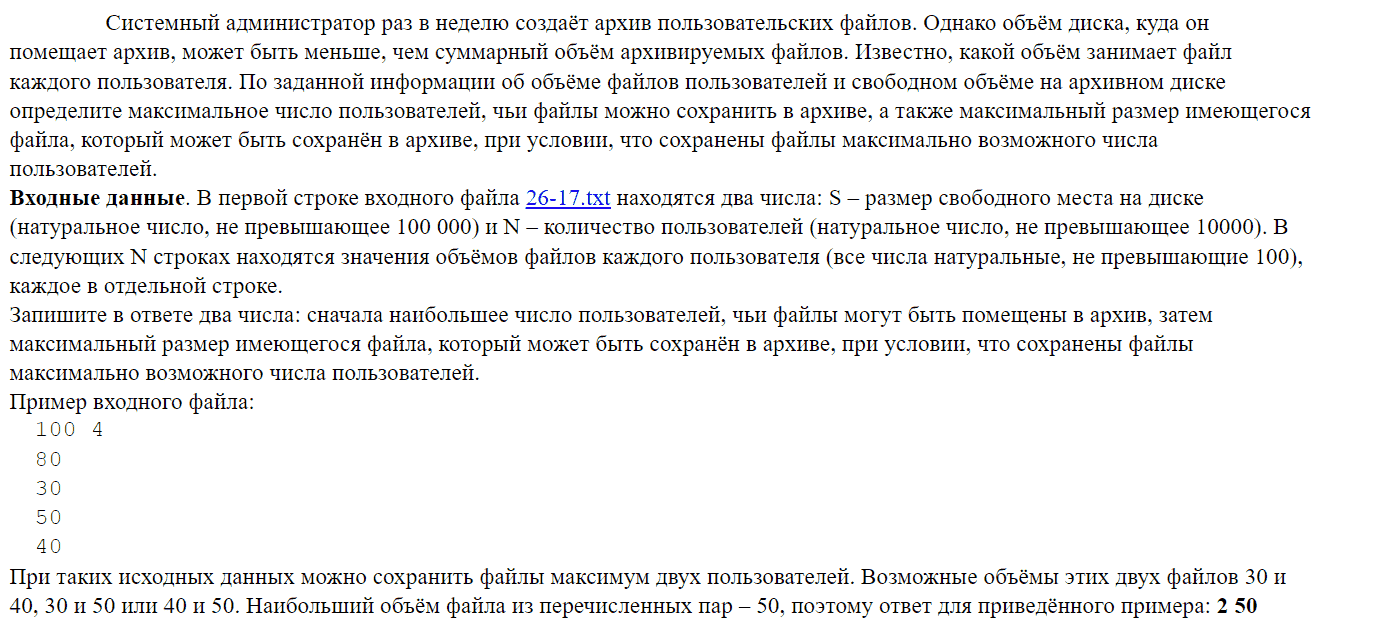 Системный администратор раз в неделю создаёт архив пользовательских файлов. Однако объём диска, куда он
помещает архив, может быть меньше, чем суммарный объём архивируемых файлов. Известно, какой объём занимает файл
каждого пользователя. По заданной информации об объёме файлов пользователей и свободном объёме на архивном диске
определите максимальное число пользователей, чьи файлы можно сохранить в архиве, а также максимальный размер имеющегося
файла, который может быть сохранён в архиве, при условии, что сохранены файлы максимально возможного числа
пользователей.
Входные данные. В первой строке входного файла 26-17.txt находятся два числа: S – размер свободного места на диске
(натуральное число, не превышающее 100 000) и N – количество пользователей (натуральное число, не превышающее 10000). В
следующих N строках находятся значения объёмов файлов каждого пользователя (все числа натуральные, не превышающие 100),
каждое в отдельной строке.
Запишите в ответе два числа: сначала наибольшее число пользователей, чьи файлы могут быть помещены в архив, затем
максимальный размер имеющегося файла, который может быть сохранён в архиве, при условии, что сохранены файлы
максимально возможного числа пользователей.
Пример входного файла:
100 4
80
30
50
40
При таких исходных данных можно сохранить файлы максимум двух пользователей. Возможные объёмы этих двух файлов 30 и
40, 30 и 50 или 40 и 50. Наибольший объём файла из перечисленных пар – 50, поэтому ответ для приведённого примера: 2 50